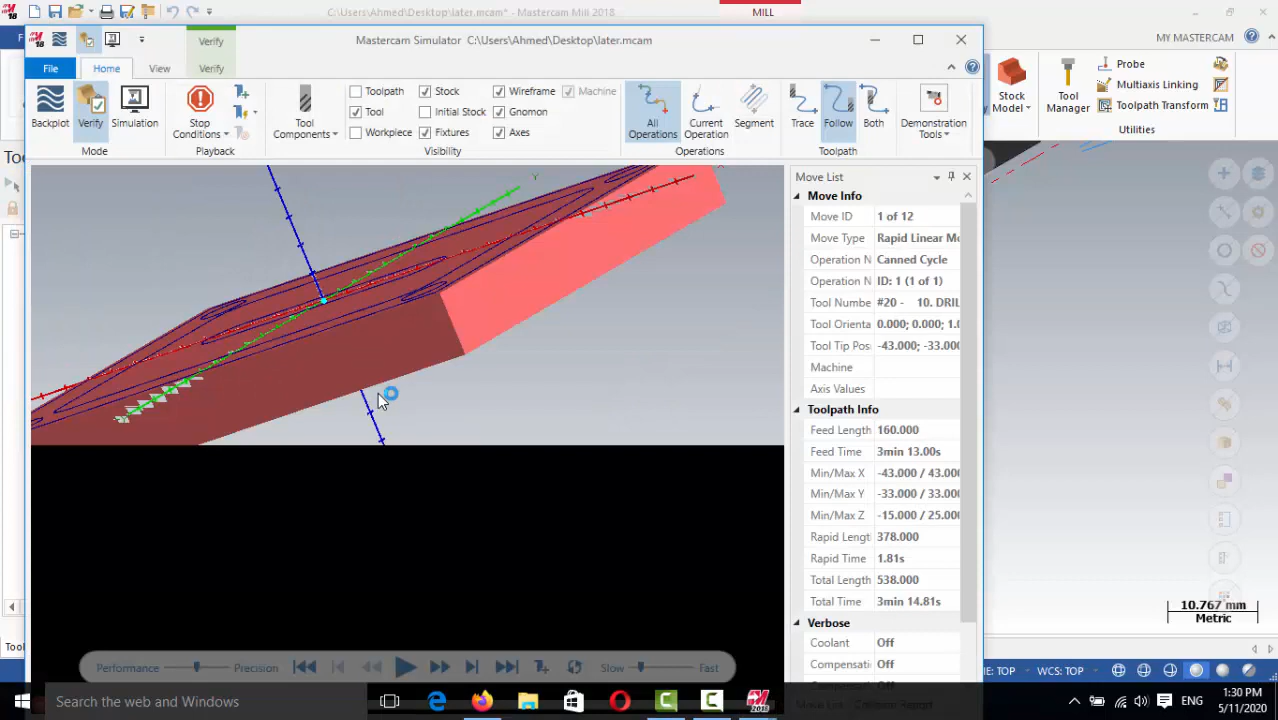 C:\Users\Ahmed\Desktop\later.mcam* - Mastercam Mill 2018
MILL
Mastercam Simulator C:\Users\Ahmed\Desktop\later.mcam
Verify
MY MASTERCAM
File
Home
View
Verify
Backplot
Verify
Simulation
Mode
Stop
Conditions
Playback
Tool
Components
Toolpath
Tool
Workpiece
Stock
Initial Stock
Fixtures
Wireframe
Gnomon
Axes
Machine
Visibility
All
Operations
Current
Operation
Segment
Operations
Trace
Follow
Both
Toolpath
Demonstration
Tools
Stock
Model
Tool
Manager
Probe
Multiaxis Linking
Toolpath Transform
Utilities
Too
Move List
Move Info
Move ID 1 of 12
Move Type Rapid Linear Mo
Operation N Canned Cycle
Operation N ID: 1 (1 of 1)
Tool Number #20 - 10. DRIL
Tool Orienta 0.000; 0.000; 1.0
Tool Tip Pos -43.000; -33.000
Machine
Axis Values
Toolpath Info
Feed Length 160.000
Feed Time 3min 13.00s
Min/Max X -43.000 / 43.000
Min/Max Y -33.000 / 33.000
Min/Max Z -15.000 / 25.000
Rapid Length 378.000
Rapid Time 1.81s
Total Length 538.000
Total Time 3min 14.81s
Verbose
Coolant Off
Compensati Off
Y
10.767 mm
Metric
Tool
Performance
Precision
Slow
Fast
NE: TOP
WCS: TOP
Search the web and Windows
ENG
1:30 PM
5/11/2020